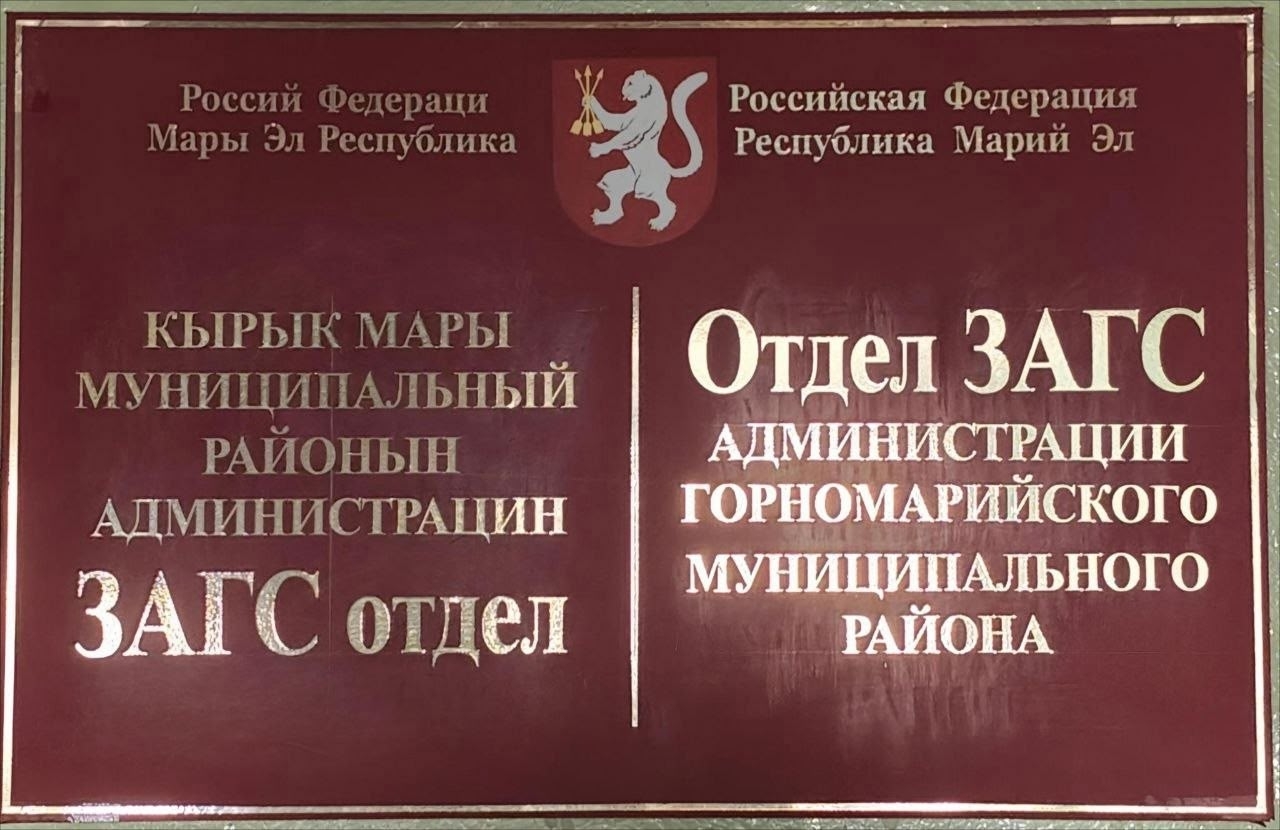 Россий Федераци
Мары Эл Республика
Российская Федерация
Республика Марий Эл
КЫРЫК МАРЫ
МУНИЦИПАЛЬНЫЙ
РАЙОНЫН
АДМИНИСТРАЦИН
ЗАГС отдел
Отдел ЗАГС
АДМИНИСТРАЦИИ
ГОРНОМАРИЙСКОГО
МУНИЦИПАЛЬНОГО
РАЙОНА